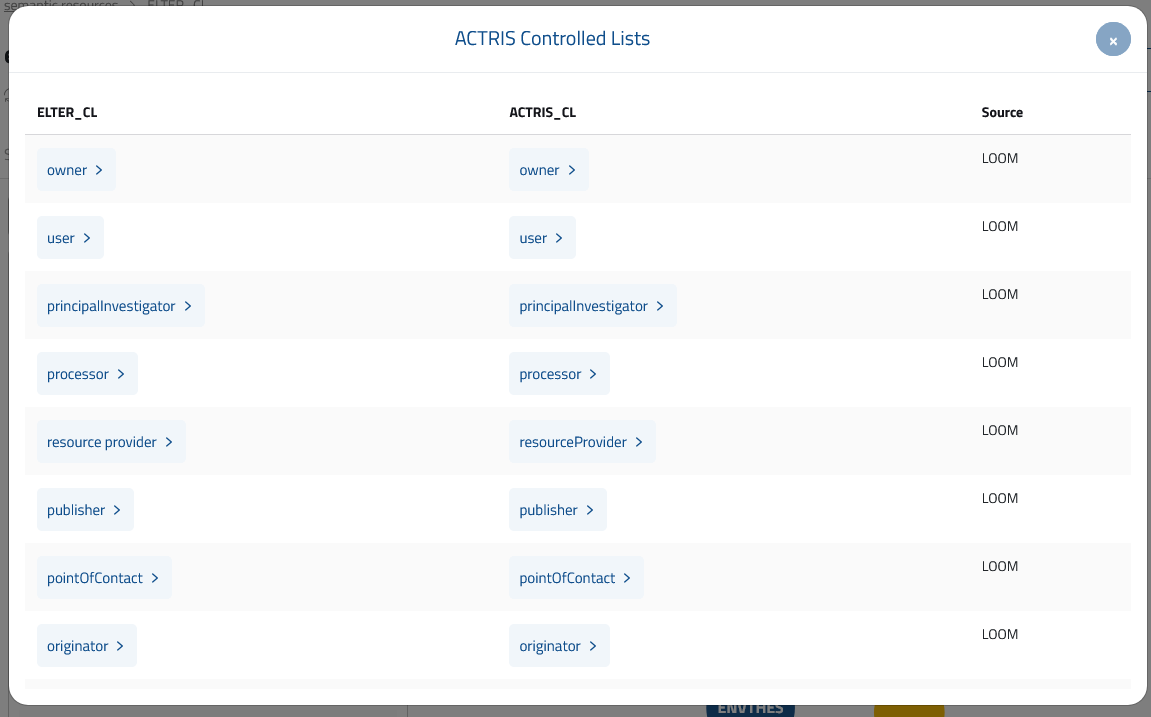 semantic resources > ELTER_CL
ACTRIS Controlled Lists
×
ELTER_CL ACTRIS_CL Source
owner > owner > LOOM
user > user > LOOM
principalInvestigator > principalInvestigator > LOOM
processor > processor > LOOM
resource provider > resourceProvider > LOOM
publisher > publisher > LOOM
pointOfContact > pointOfContact > LOOM
originator > originator > LOOM
ENVTHES